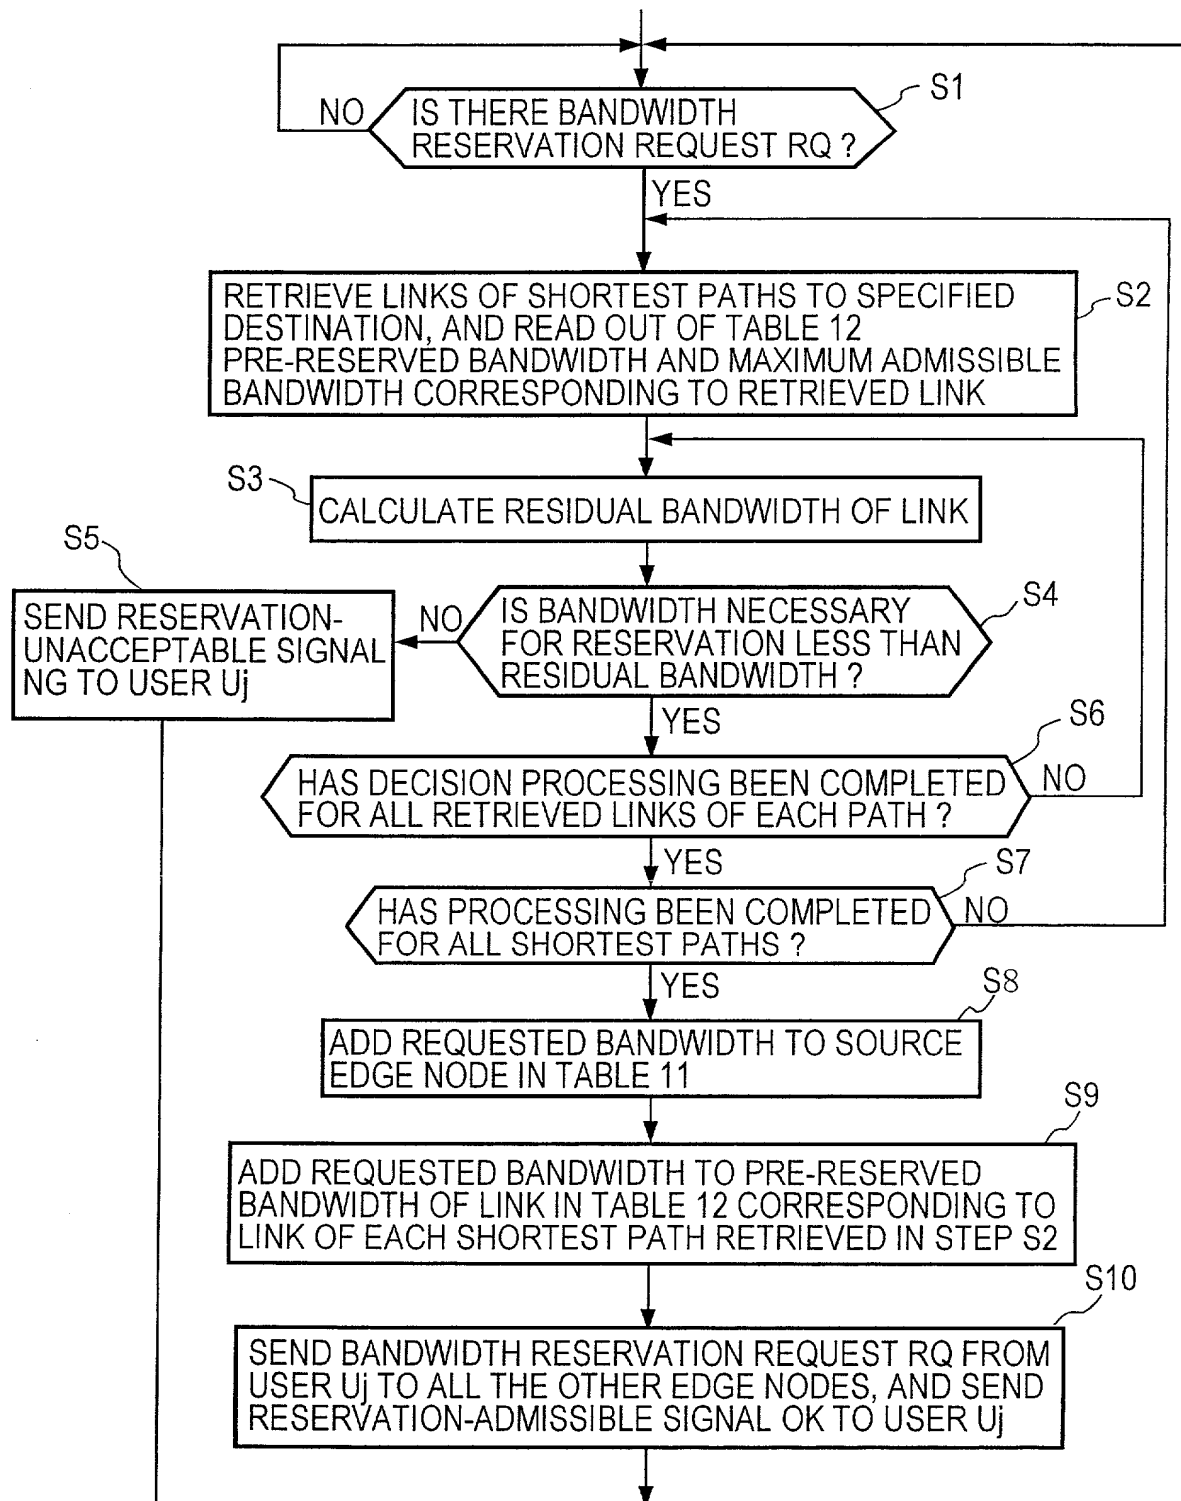 S1
NO
IS THERE BANDWIDTH
RESERVATION REQUEST RQ ?
YES
S2
RETRIEVE LINKS OF SHORTEST PATHS TO SPECIFIED
DESTINATION, AND READ OUT OF TABLE 12
PRE-RESERVED BANDWIDTH AND MAXIMUM ADMISSIBLE
BANDWIDTH CORRESPONDING TO RETRIEVED LINK
S3
CALCULATE RESIDUAL BANDWIDTH OF LINK
S5
SEND RESERVATION-
UNACCEPTABLE SIGNAL
NG TO USER Uj
NO
S4
IS BANDWIDTH NECESSARY
FOR RESERVATION LESS THAN
RESIDUAL BANDWIDTH ?
YES
S6
HAS DECISION PROCESSING BEEN COMPLETED
FOR ALL RETRIEVED LINKS OF EACH PATH ?
NO
YES
S7
HAS PROCESSING BEEN COMPLETED
FOR ALL SHORTEST PATHS ?
NO
YES
S8
ADD REQUESTED BANDWIDTH TO SOURCE
EDGE NODE IN TABLE 11
S9
ADD REQUESTED BANDWIDTH TO PRE-RESERVED
BANDWIDTH OF LINK IN TABLE 12 CORRESPONDING TO
LINK OF EACH SHORTEST PATH RETRIEVED IN STEP S2
S10
SEND BANDWIDTH RESERVATION REQUEST RQ FROM
USER Uj TO ALL THE OTHER EDGE NODES, AND SEND
RESERVATION-ADMISSIBLE SIGNAL OK TO USER Uj